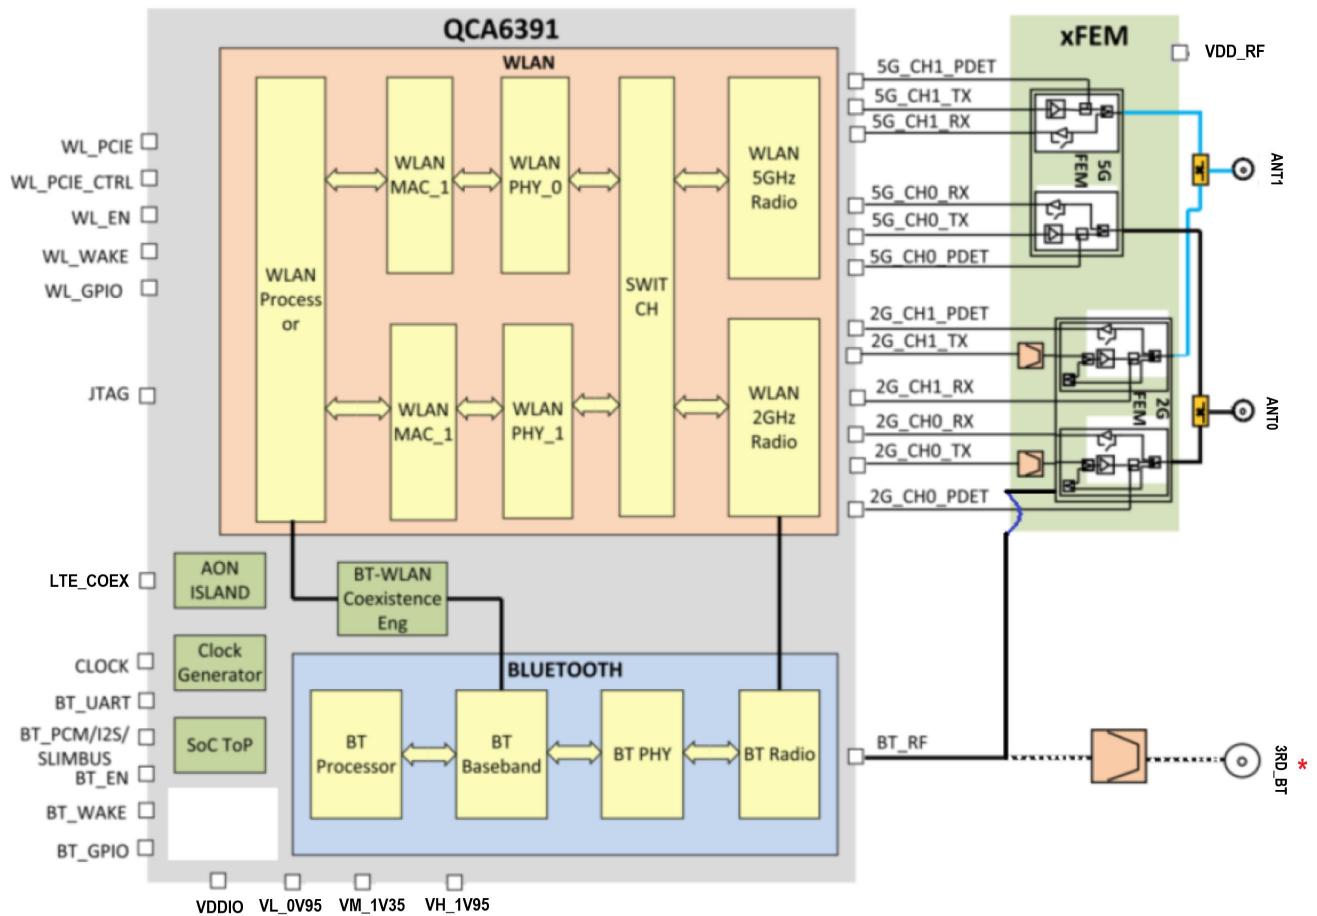 QCA6391
xFEM
VDD_RF
WLAN
WL_PCIE
WL_PCIE_CTRL
WL_EN
WL_WAKE
WL_GPIO
JTAG
LTE_COEX
CLOCK
BT_UART
BT_PCM/I2S/
SLIMBUS
BT_EN
BT_WAKE
BT_GPIO
WLAN
Process
or
WLAN
MAC_1
WLAN
PHY_0
WLAN
MAC_1
WLAN
PHY_1
SWIT
CH
WLAN
5GHz
Radio
WLAN
2GHz
Radio
5G_CH1_PDET
5G_CH1_TX
5G_CH1_RX
5G_CH0_RX
5G_CH0_TX
5G_CH0_PDET
2G_CH1_PDET
2G_CH1_TX
2G_CH1_RX
2G_CH0_RX
2G_CH0_TX
2G_CH0_PDET
5G
FEM
2G
FEM
ANT1
ANT0
AON
ISLAND
Clock
Generator
SoC ToP
BT-WLAN
Coexistence
Eng
BLUETOOTH
BT
Processor
BT
Baseband
BT PHY
BT Radio
BT_RF
3RD_BT
*
VDDIO
VL_0V95
VM_1V35
VH_1V95